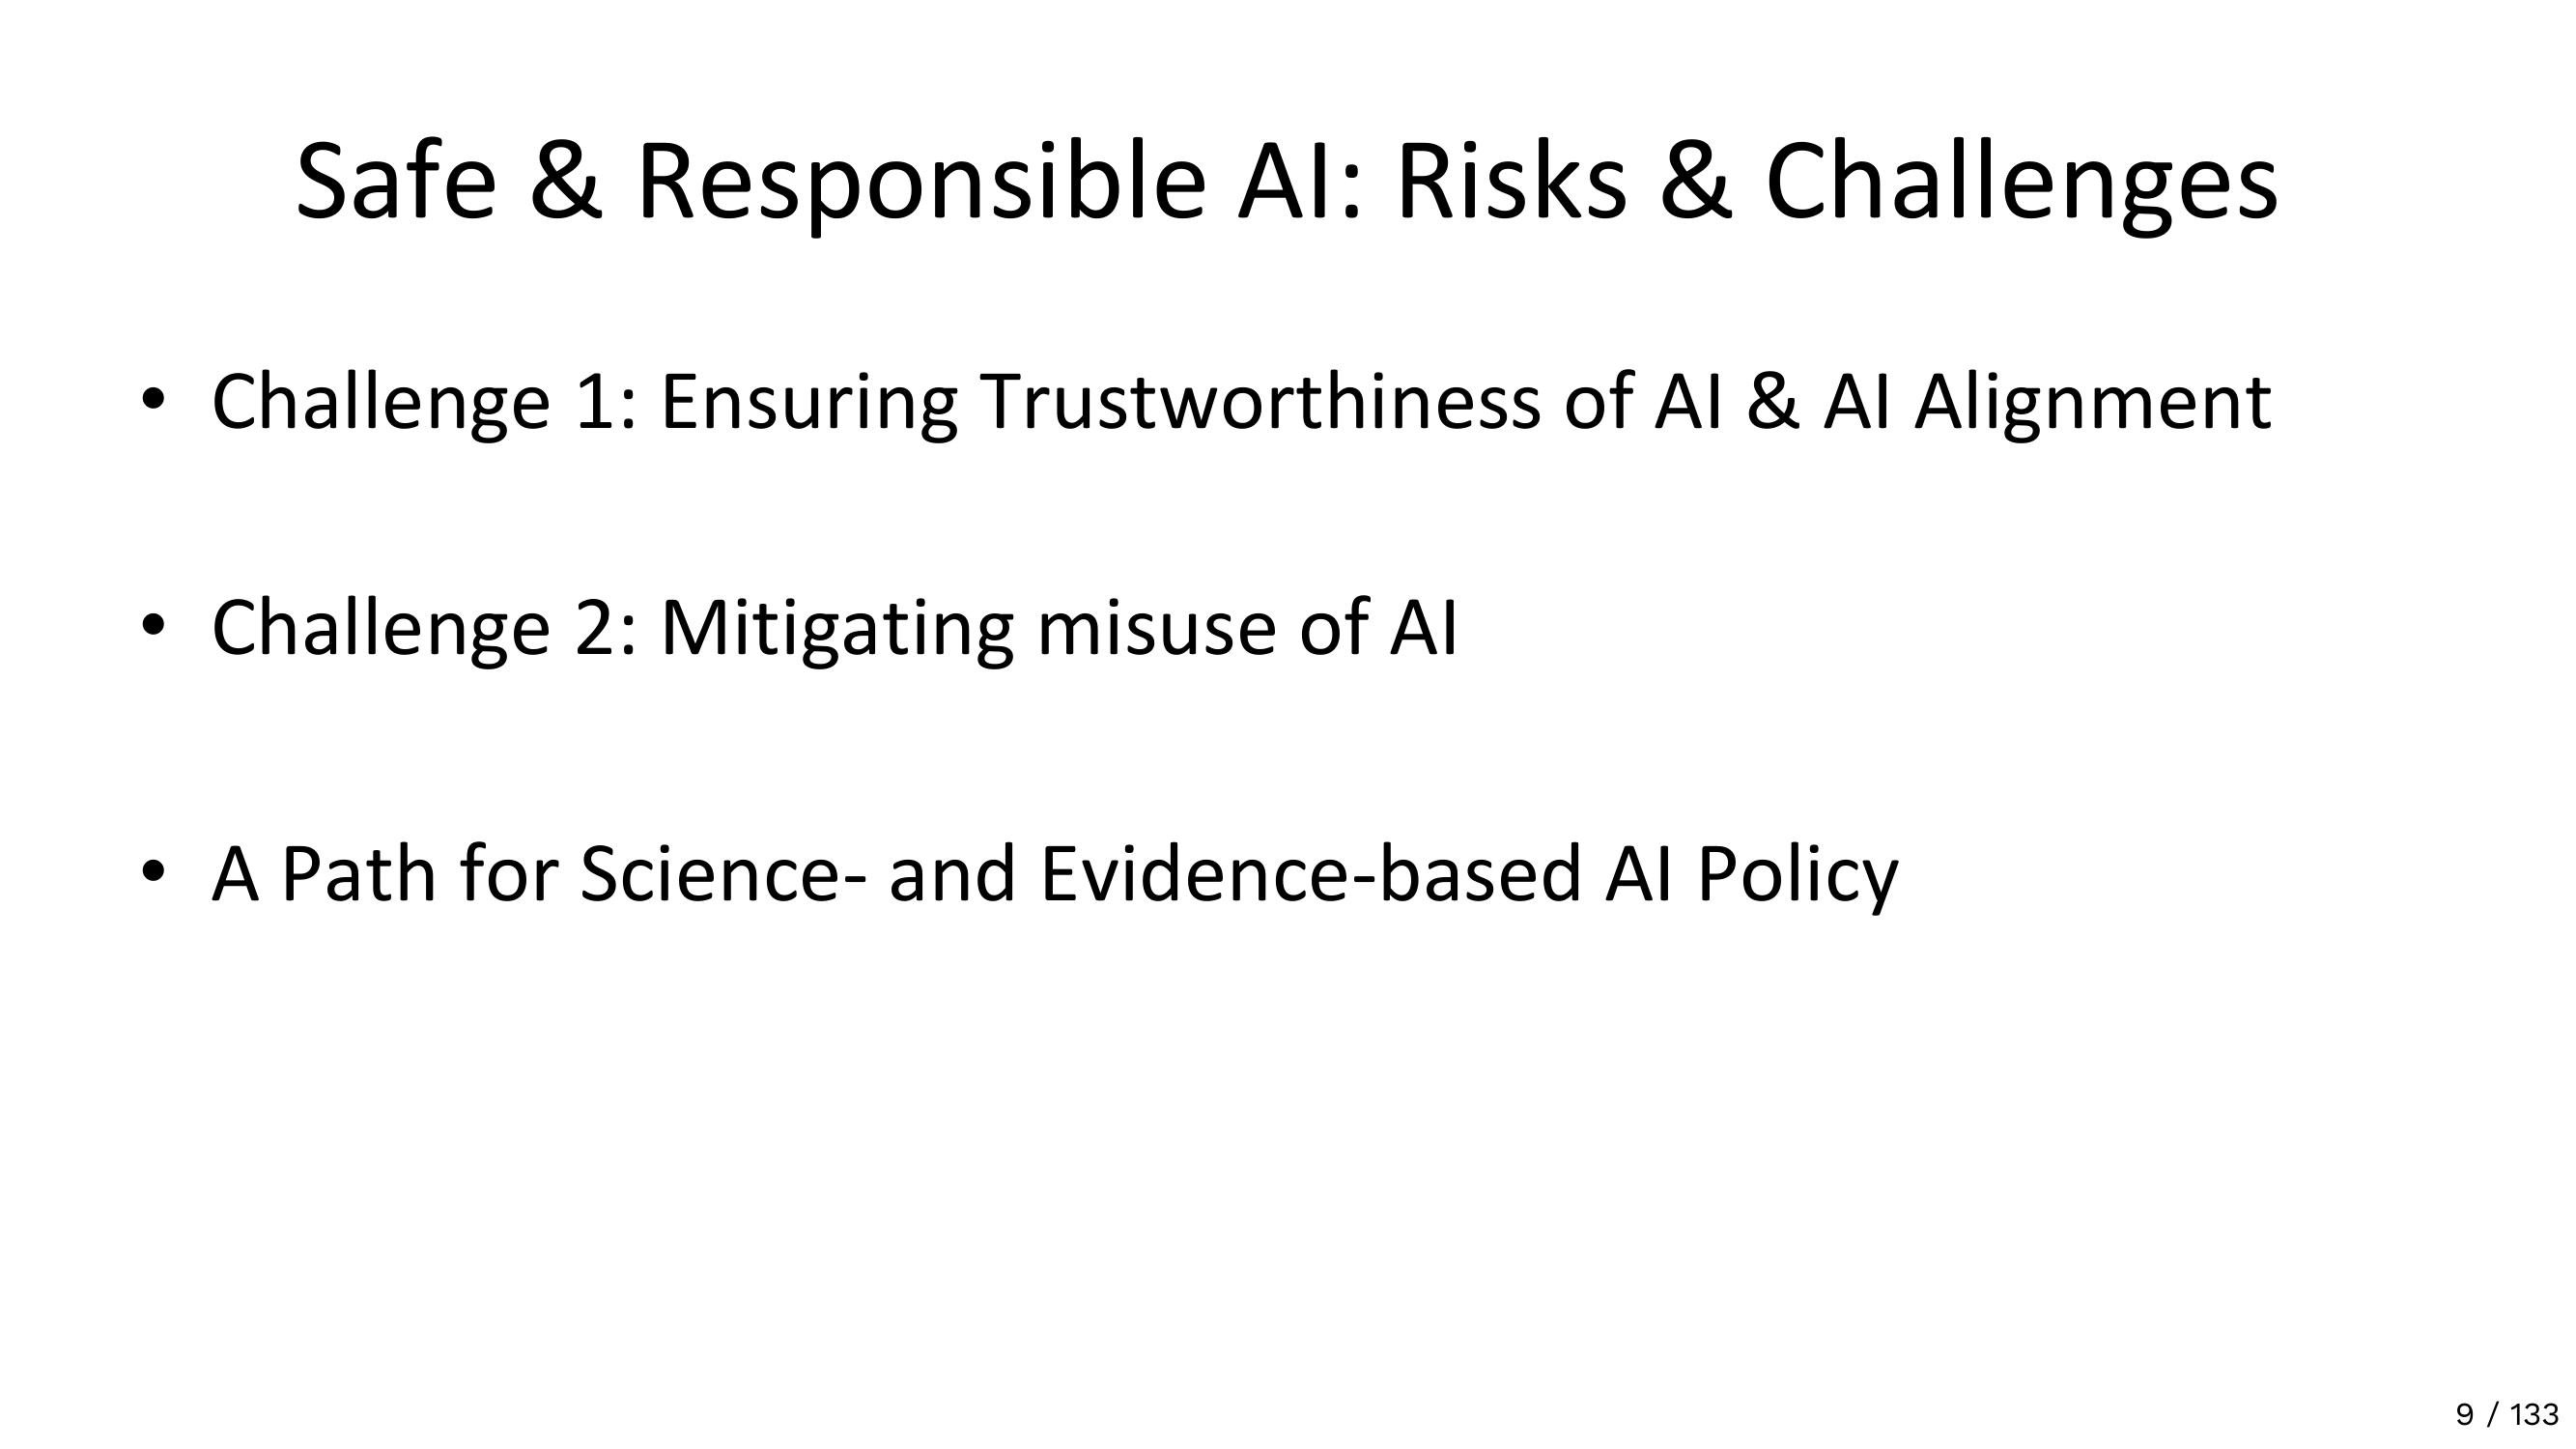 Safe & Responsible AI: Risks & Challenges
• Challenge 1: Ensuring Trustworthiness of AI & AI Alignment
• Challenge 2: Mitigating misuse of AI
• A Path for Science- and Evidence-based AI Policy
9 / 133